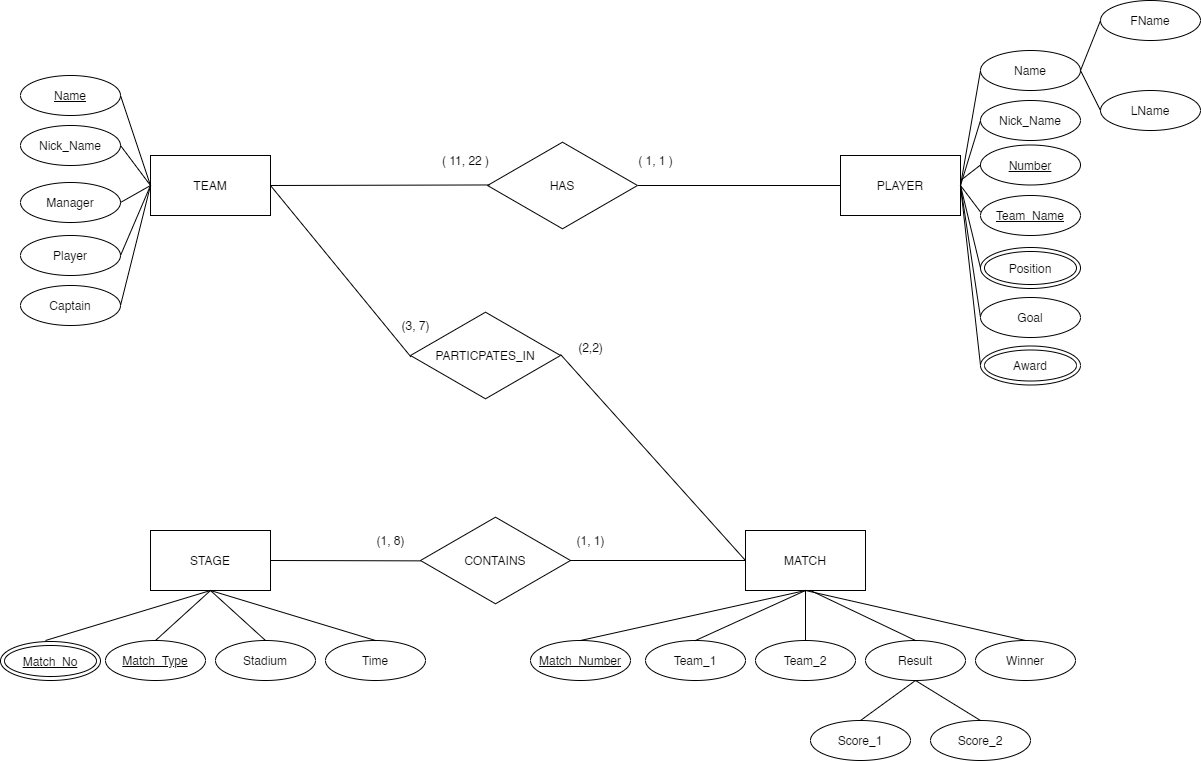 FName
Name
LName
Name
Nick_Name
Nick_Name
( 11, 22 )
( 1, 1 )
Number
TEAM
HAS
PLAYER
Manager
Team_Name
Player
Position
Captain
Goal
(3, 7)
(2,2)
PARTICPATES_IN
Award
(1, 8)
(1, 1)
STAGE
CONTAINS
MATCH
Match_No
Match_Type
Stadium
Time
Match_Number
Team_1
Team_2
Result
Winner
Score_1
Score_2